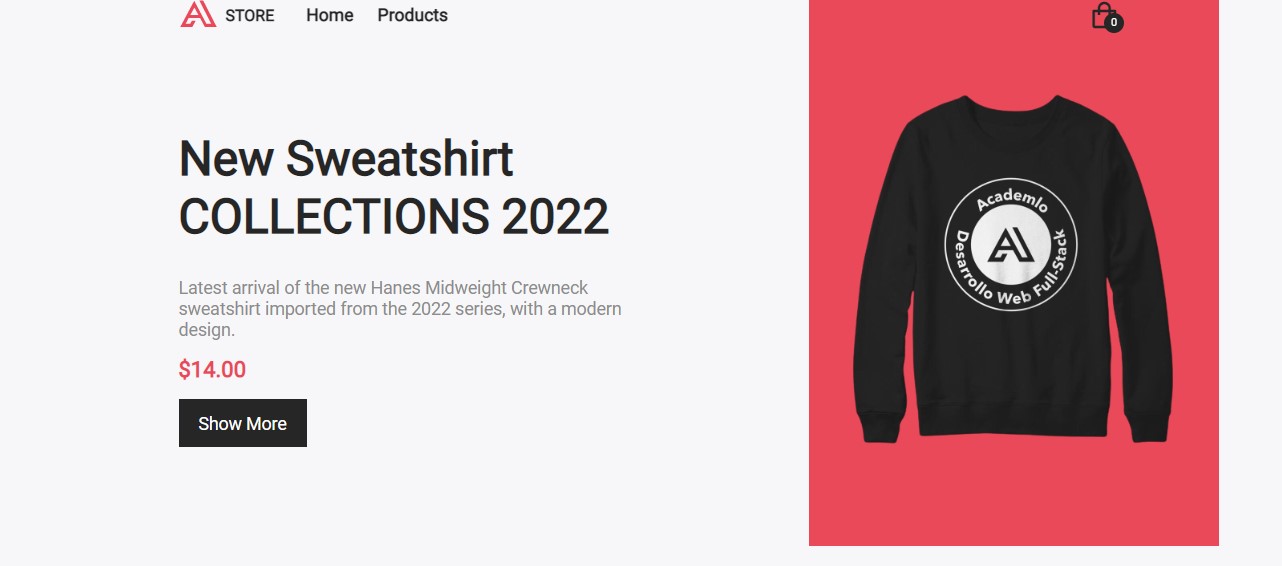 STORE Home Products 0
New Sweatshirt
COLLECTIONS 2022
Latest arrival of the new Hanes Midweight Crewneck
sweatshirt imported from the 2022 series, with a modern
design.
$14.00
Show More
Academlo
Desarrollo Web Full-Stack